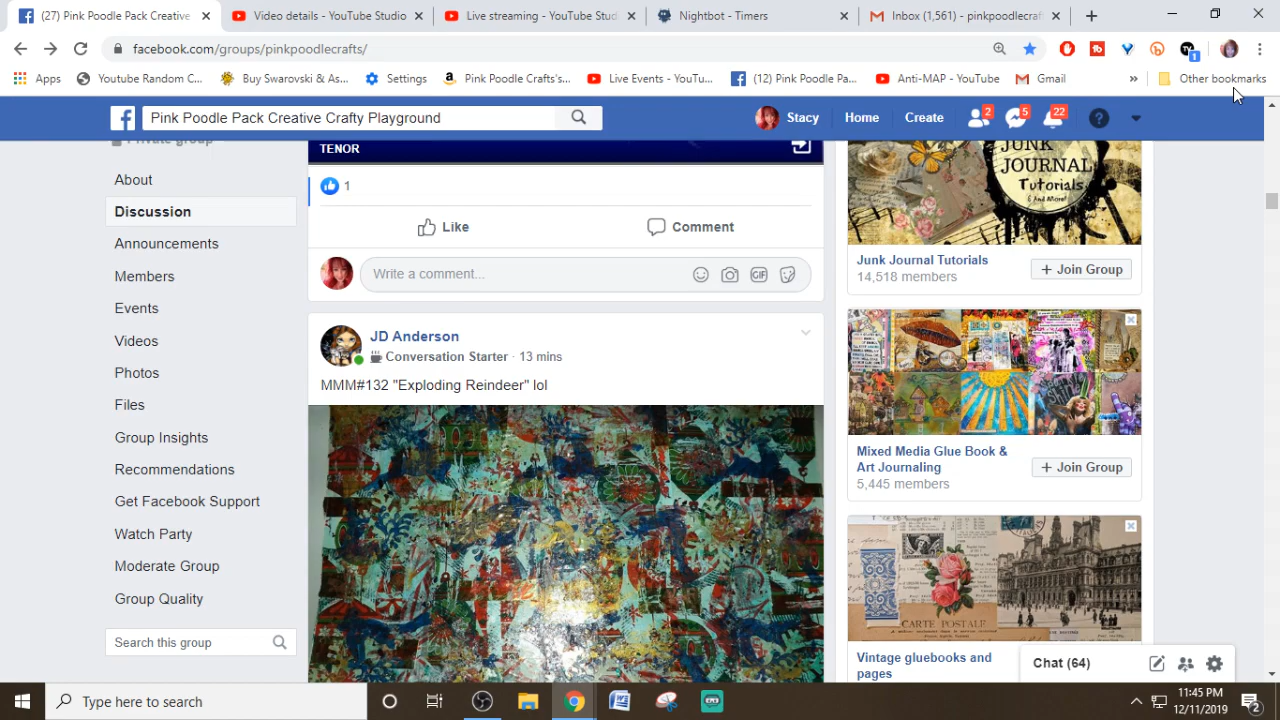 (27) Pink Poodle Pack Creative
Video details - YouTube Studio
Live streaming - YouTube Stud
Nightbot - Timers
Inbox (1,561) - pinkpoodlecraf
facebook.com/groups/pinkpoodlecrafts/
1
Apps
Youtube Random C...
Buy Swarovski & As...
Settings
Pink Poodle Crafts's...
Live Events - YouTu...
(12) Pink Poodle Pa...
Anti-MAP - YouTube
Gmail
Other bookmarks
Pink Poodle Pack Creative Crafty Playground
Stacy
Home
Create
2
5
22
Private group
About
Discussion
Announcements
Members
Events
Videos
Photos
Files
Group Insights
Recommendations
Get Facebook Support
Watch Party
Moderate Group
Group Quality
Search this group
TENOR
1
Like
Comment
Write a comment...
GIF
JD Anderson
Conversation Starter · 13 mins
MMM#132 "Exploding Reindeer" lol
JUNK
JOURNAL
Tutorials
& And More!
Junk Journal Tutorials
14,518 members
+ Join Group
Mixed Media Glue Book &
Art Journaling
5,445 members
+ Join Group
CARTE POSTALE
Vintage gluebooks and
pages
Chat (64)
Type here to search
11:45 PM
12/11/2019
2